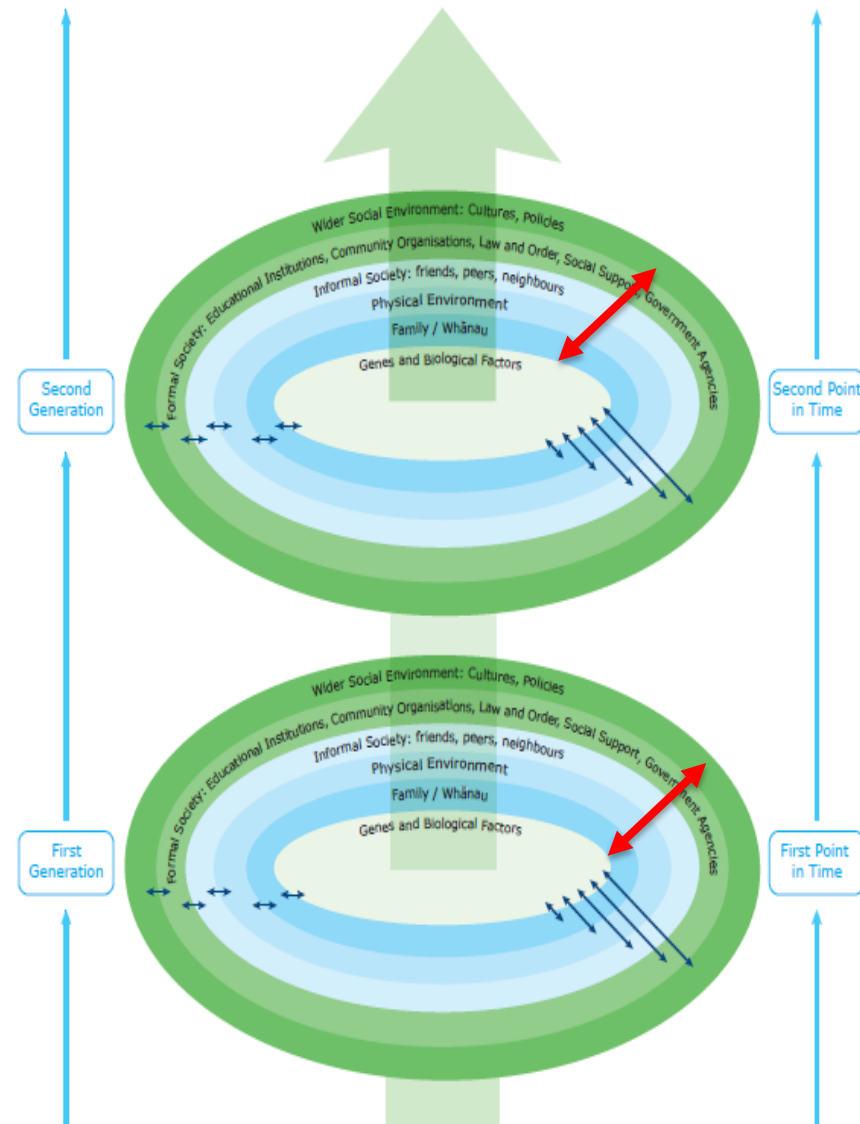 Wider Social Environment: Cultures, Policies
Formal Society: Educational Institutions, Community Organisations, Law and Order, Social Support, Government Agencies
Informal Society: friends, peers, neighbours
Physical Environment
Family / Whānau
Genes and Biological Factors
Second
Generation
Second Point
in Time
Wider Social Environment: Cultures, Policies
Formal Society: Educational Institutions, Community Organisations, Law and Order, Social Support, Government Agencies
Informal Society: friends, peers, neighbours
Physical Environment
Family / Whānau
Genes and Biological Factors
First
Generation
First Point
in Time